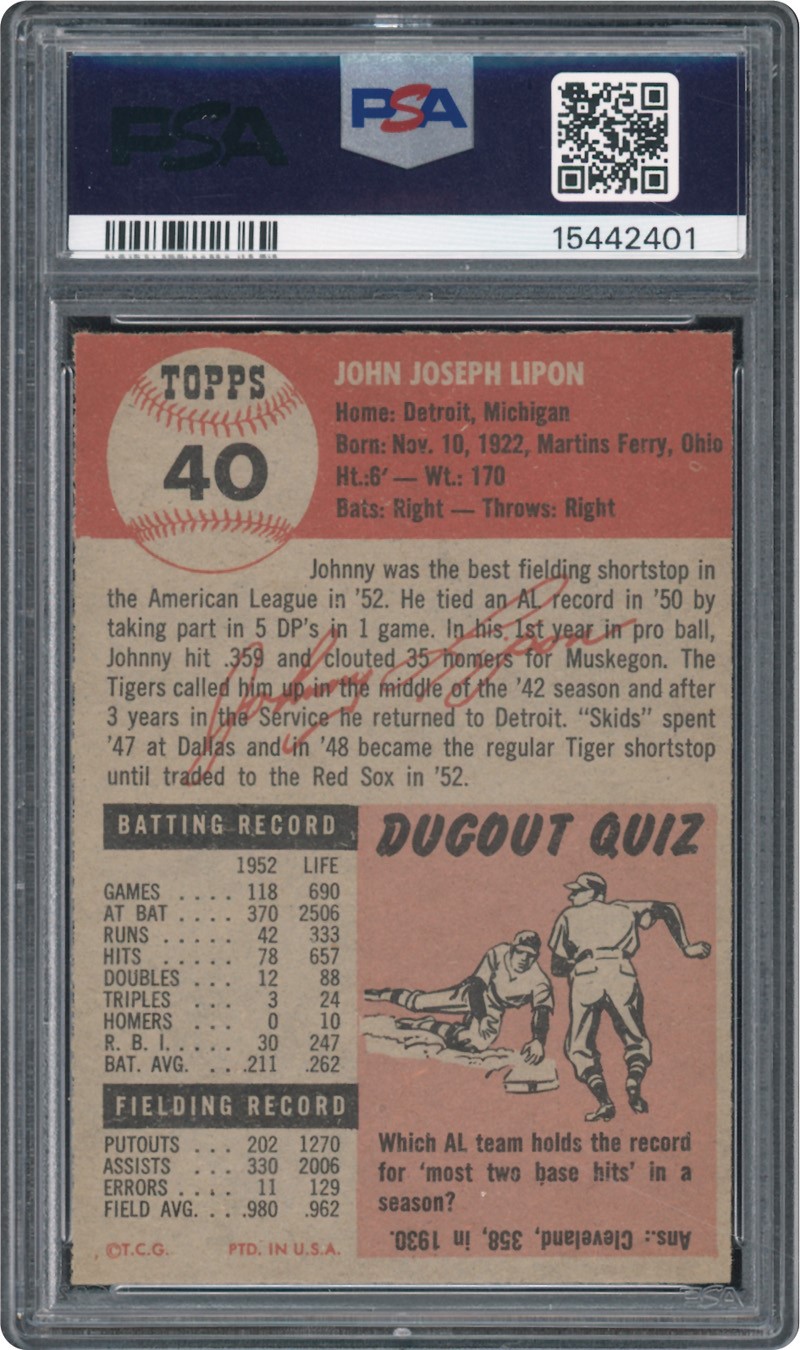 PSA
PSA
15442401
TOPPS
40
JOHN JOSEPH LIPON
Home: Detroit, Michigan
Born: Nov. 10, 1922, Martins Ferry, Ohio
Ht.:6′ — Wt.: 170
Bats: Right — Throws: Right
Johnny was the best fielding shortstop in
the American League in '52. He tied an AL record in '50 by
taking part in 5 DP's in 1 game. In his 1st year in pro ball,
Johnny hit .359 and clouted 35 homers for Muskegon. The
Tigers called him up in the middle of the '42 season and after
3 years in the Service he returned to Detroit. "Skids" spent
'47 at Dallas and in '48 became the regular Tiger shortstop
until traded to the Red Sox in '52.
Johnny Lipon
BATTING RECORD
1952 LIFE
GAMES .... 118 690
AT BAT .... 370 2506
RUNS ..... 42 333
HITS ..... 78 657
DOUBLES ... 12 88
TRIPLES ... 3 24
HOMERS ... 0 10
R. B. I. .... 30 247
BAT. AVG. ... .211 .262
FIELDING RECORD
PUTOUTS ... 202 1270
ASSISTS ... 330 2006
ERRORS .... 11 129
FIELD AVG. ... .980 .962
©T.C.G. PTD. IN U.S.A.
DUGOUT QUIZ
Which AL team holds the record
for 'most two base hits' in a
season?
Ans.: Cleveland, 358, in 1930.
PSA